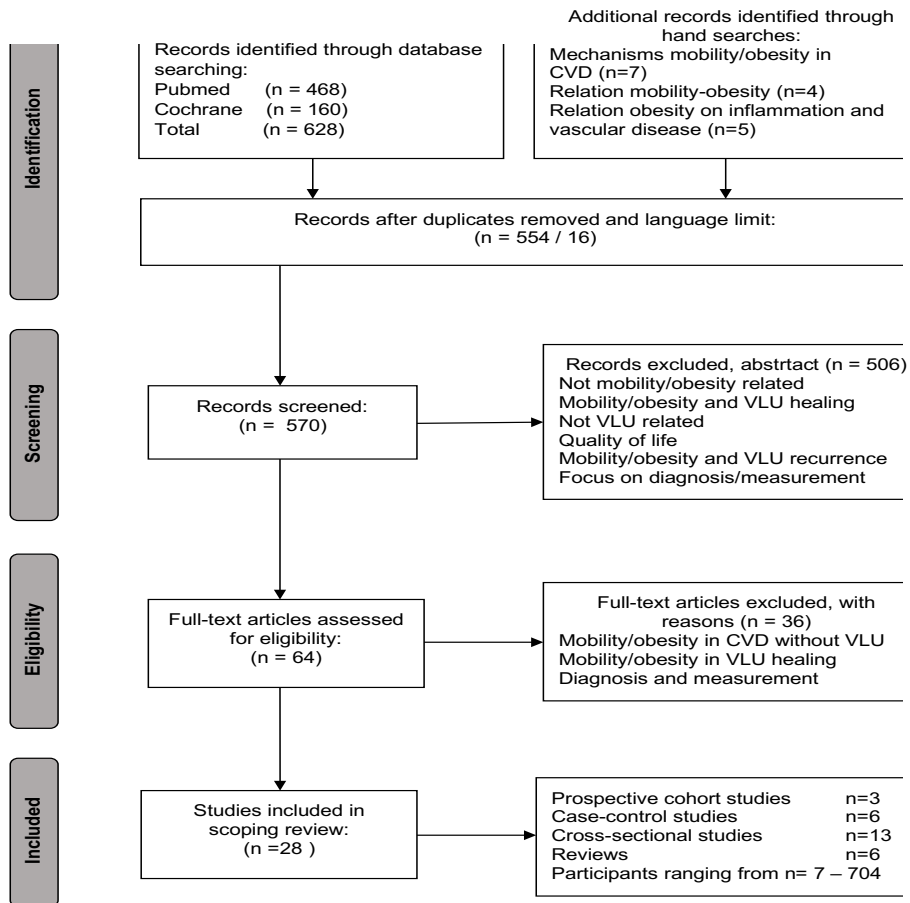 Identification
Records identified through database
searching:
Pubmed (n = 468)
Cochrane (n = 160)
Total (n = 628)
Additional records identified through
hand searches:
Mechanisms mobility/obesity in
CVD (n=7)
Relation mobility-obesity (n=4)
Relation obesity on inflammation and
vascular disease (n=5)
Records after duplicates removed and language limit:
(n = 554 / 16)
Screening
Records screened:
(n = 570)
Records excluded, abstrtact (n = 506)
Not mobility/obesity related
Mobility/obesity and VLU healing
Not VLU related
Quality of life
Mobility/obesity and VLU recurrence
Focus on diagnosis/measurement
Eligibility
Full-text articles assessed
for eligibility:
(n = 64)
Full-text articles excluded, with
reasons (n = 36)
Mobility/obesity in CVD without VLU
Mobility/obesity in VLU healing
Diagnosis and measurement
Included
Studies included in
scoping review:
(n =28 )
Prospective cohort studies n=3
Case-control studies n=6
Cross-sectional studies n=13
Reviews n=6
Participants ranging from n= 7 – 704